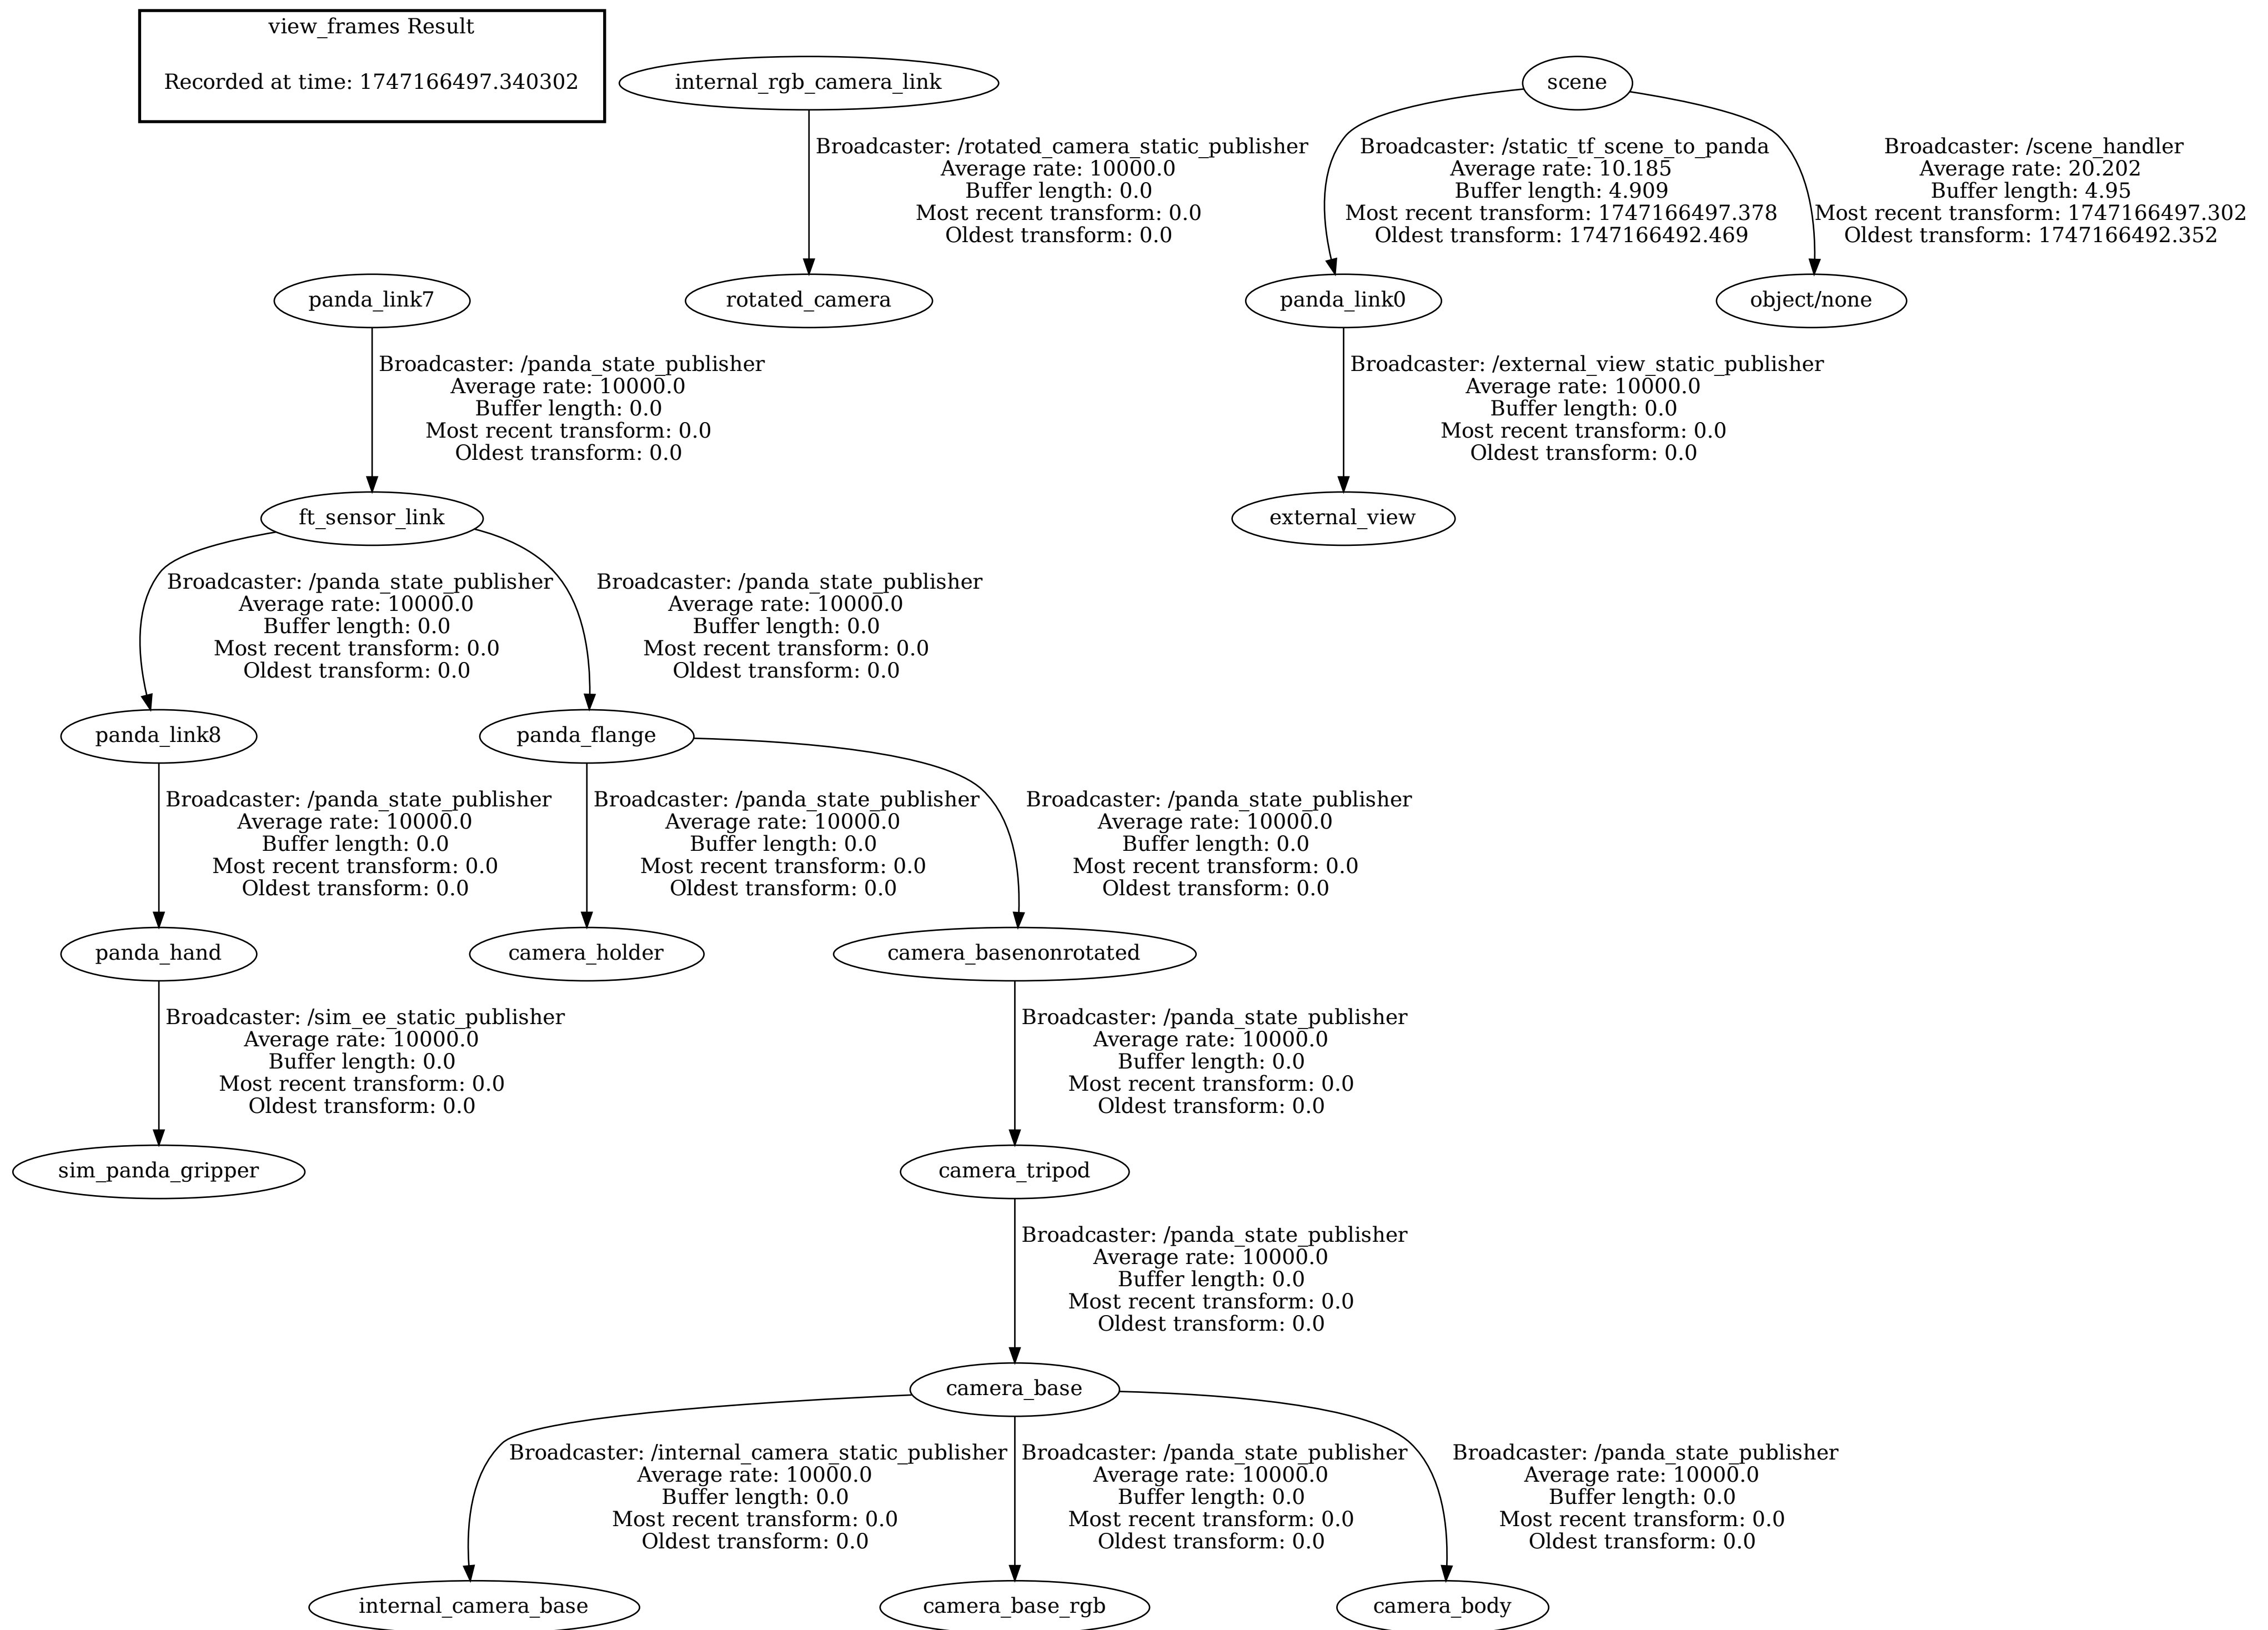 view_frames Result
Recorded at time: 1747166497.340302
internal_rgb_camera_link
scene
Broadcaster: /rotated_camera_static_publisher
Average rate: 10000.0
Buffer length: 0.0
Most recent transform: 0.0
Oldest transform: 0.0
Broadcaster: /static_tf_scene_to_panda
Average rate: 10.185
Buffer length: 4.909
Most recent transform: 1747166497.378
Oldest transform: 1747166492.469
Broadcaster: /scene_handler
Average rate: 20.202
Buffer length: 4.95
Most recent transform: 1747166497.302
Oldest transform: 1747166492.352
panda_link7
rotated_camera
panda_link0
object/none
Broadcaster: /panda_state_publisher
Average rate: 10000.0
Buffer length: 0.0
Most recent transform: 0.0
Oldest transform: 0.0
Broadcaster: /external_view_static_publisher
Average rate: 10000.0
Buffer length: 0.0
Most recent transform: 0.0
Oldest transform: 0.0
ft_sensor_link
external_view
Broadcaster: /panda_state_publisher
Average rate: 10000.0
Buffer length: 0.0
Most recent transform: 0.0
Oldest transform: 0.0
Broadcaster: /panda_state_publisher
Average rate: 10000.0
Buffer length: 0.0
Most recent transform: 0.0
Oldest transform: 0.0
panda_link8
panda_flange
Broadcaster: /panda_state_publisher
Average rate: 10000.0
Buffer length: 0.0
Most recent transform: 0.0
Oldest transform: 0.0
Broadcaster: /panda_state_publisher
Average rate: 10000.0
Buffer length: 0.0
Most recent transform: 0.0
Oldest transform: 0.0
Broadcaster: /panda_state_publisher
Average rate: 10000.0
Buffer length: 0.0
Most recent transform: 0.0
Oldest transform: 0.0
panda_hand
camera_holder
camera_basenonrotated
Broadcaster: /sim_ee_static_publisher
Average rate: 10000.0
Buffer length: 0.0
Most recent transform: 0.0
Oldest transform: 0.0
Broadcaster: /panda_state_publisher
Average rate: 10000.0
Buffer length: 0.0
Most recent transform: 0.0
Oldest transform: 0.0
sim_panda_gripper
camera_tripod
Broadcaster: /panda_state_publisher
Average rate: 10000.0
Buffer length: 0.0
Most recent transform: 0.0
Oldest transform: 0.0
camera_base
Broadcaster: /internal_camera_static_publisher
Average rate: 10000.0
Buffer length: 0.0
Most recent transform: 0.0
Oldest transform: 0.0
Broadcaster: /panda_state_publisher
Average rate: 10000.0
Buffer length: 0.0
Most recent transform: 0.0
Oldest transform: 0.0
Broadcaster: /panda_state_publisher
Average rate: 10000.0
Buffer length: 0.0
Most recent transform: 0.0
Oldest transform: 0.0
internal_camera_base
camera_base_rgb
camera_body